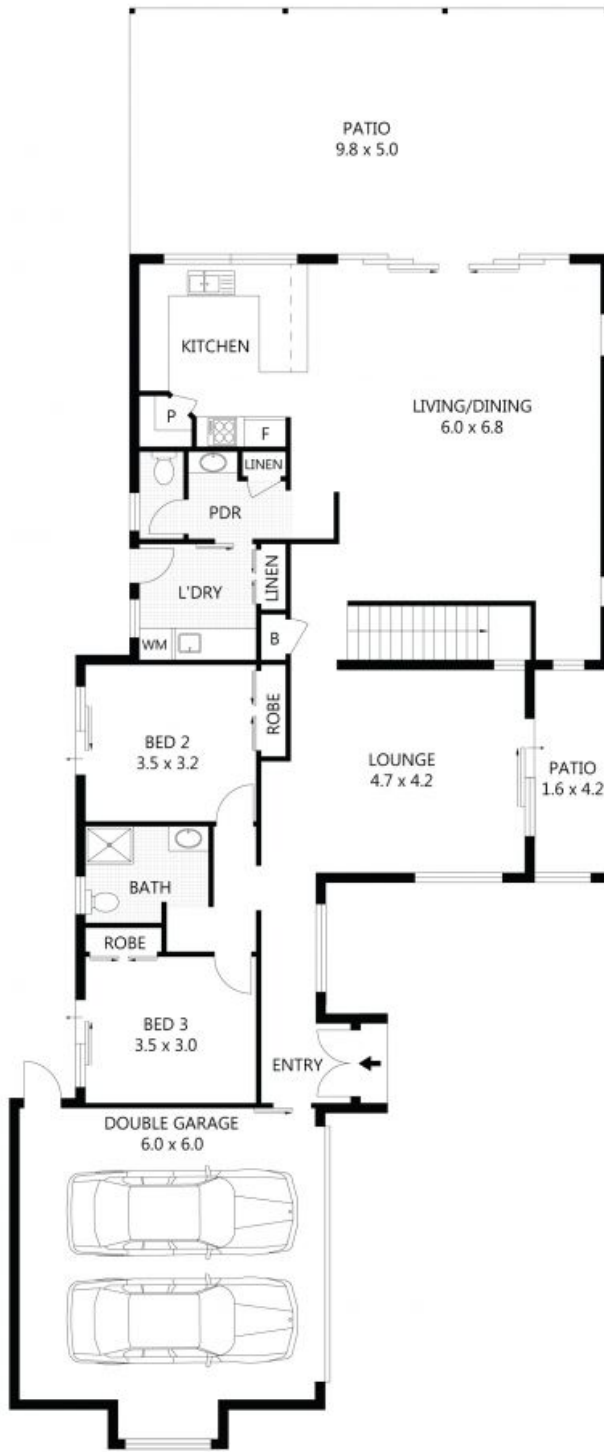 PATIO
9.8 x 5.0
KITCHEN
LIVING/DINING
6.0 x 6.8
P
F
LINEN
PDR
L'DRY
LINEN
WM
B
ROBE
BED 2
3.5 x 3.2
LOUNGE
4.7 x 4.2
PATIO
1.6 x 4.2
BATH
ROBE
BED 3
3.5 x 3.0
ENTRY
DOUBLE GARAGE
6.0 x 6.0